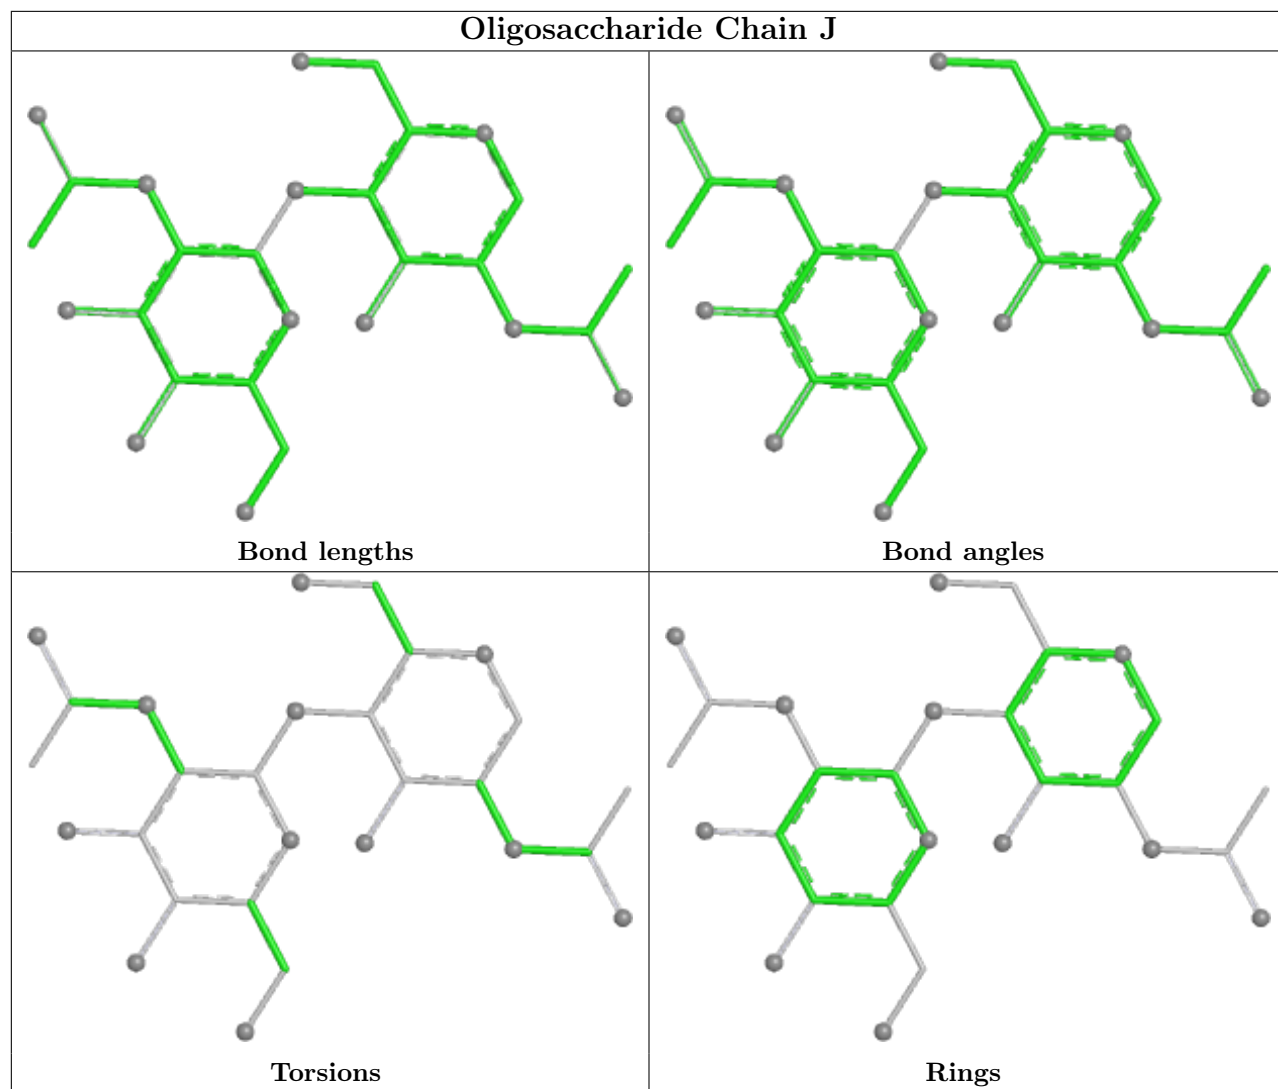 Oligosaccharide Chain J
Bond lengths
Bond angles
Torsions
Rings